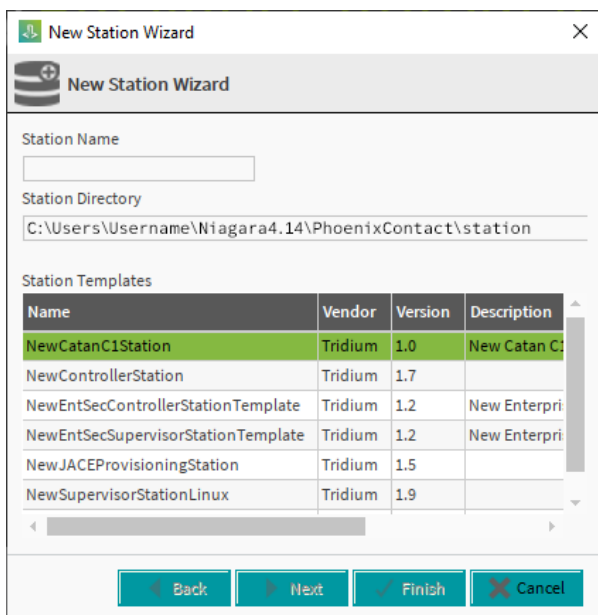 New Station Wizard
New Station Wizard
Station Name
Station Directory
C:\Users\Username\Niagara4.14\PhoenixContact\station
Station Templates
Name Vendor Version Description
NewCatanC1Station Tridium 1.0 New Catan C1
NewControllerStation Tridium 1.7
NewEntSecControllerStationTemplate Tridium 1.2 New Enterpri
NewEntSecSupervisorStationTemplate Tridium 1.2 New Enterpri
NewJACEProvisioningStation Tridium 1.5
NewSupervisorStationLinux Tridium 1.9
Back Next Finish Cancel